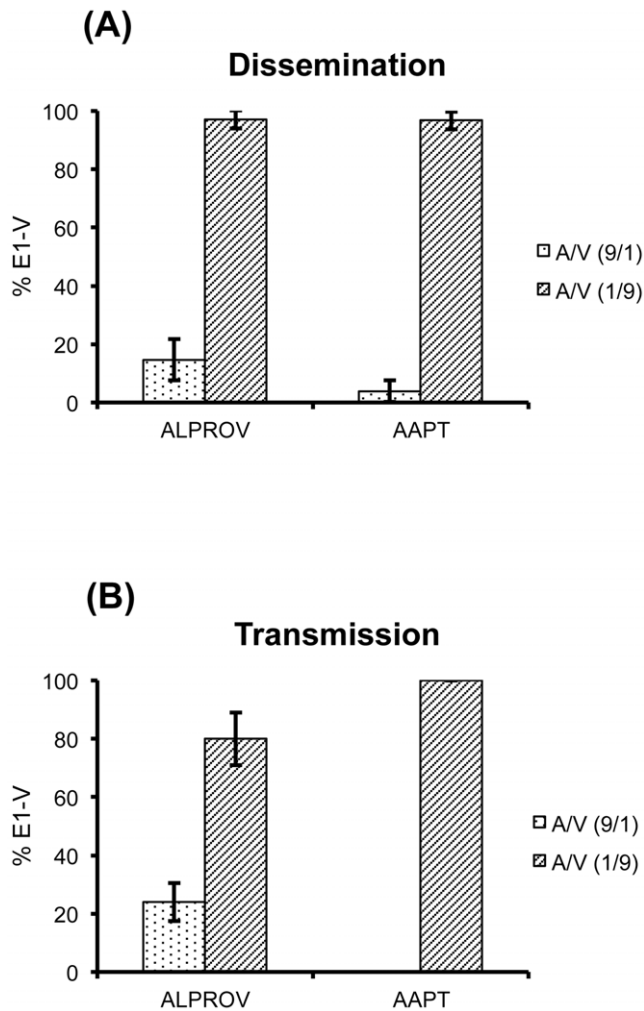 (A)
Dissemination
100
80
60
40
20
0
% E1-V
ALPROV
AAPT
A/V (9/1)
A/V (1/9)
(B)
Transmission
100
80
60
40
20
0
% E1-V
ALPROV
AAPT
A/V (9/1)
A/V (1/9)